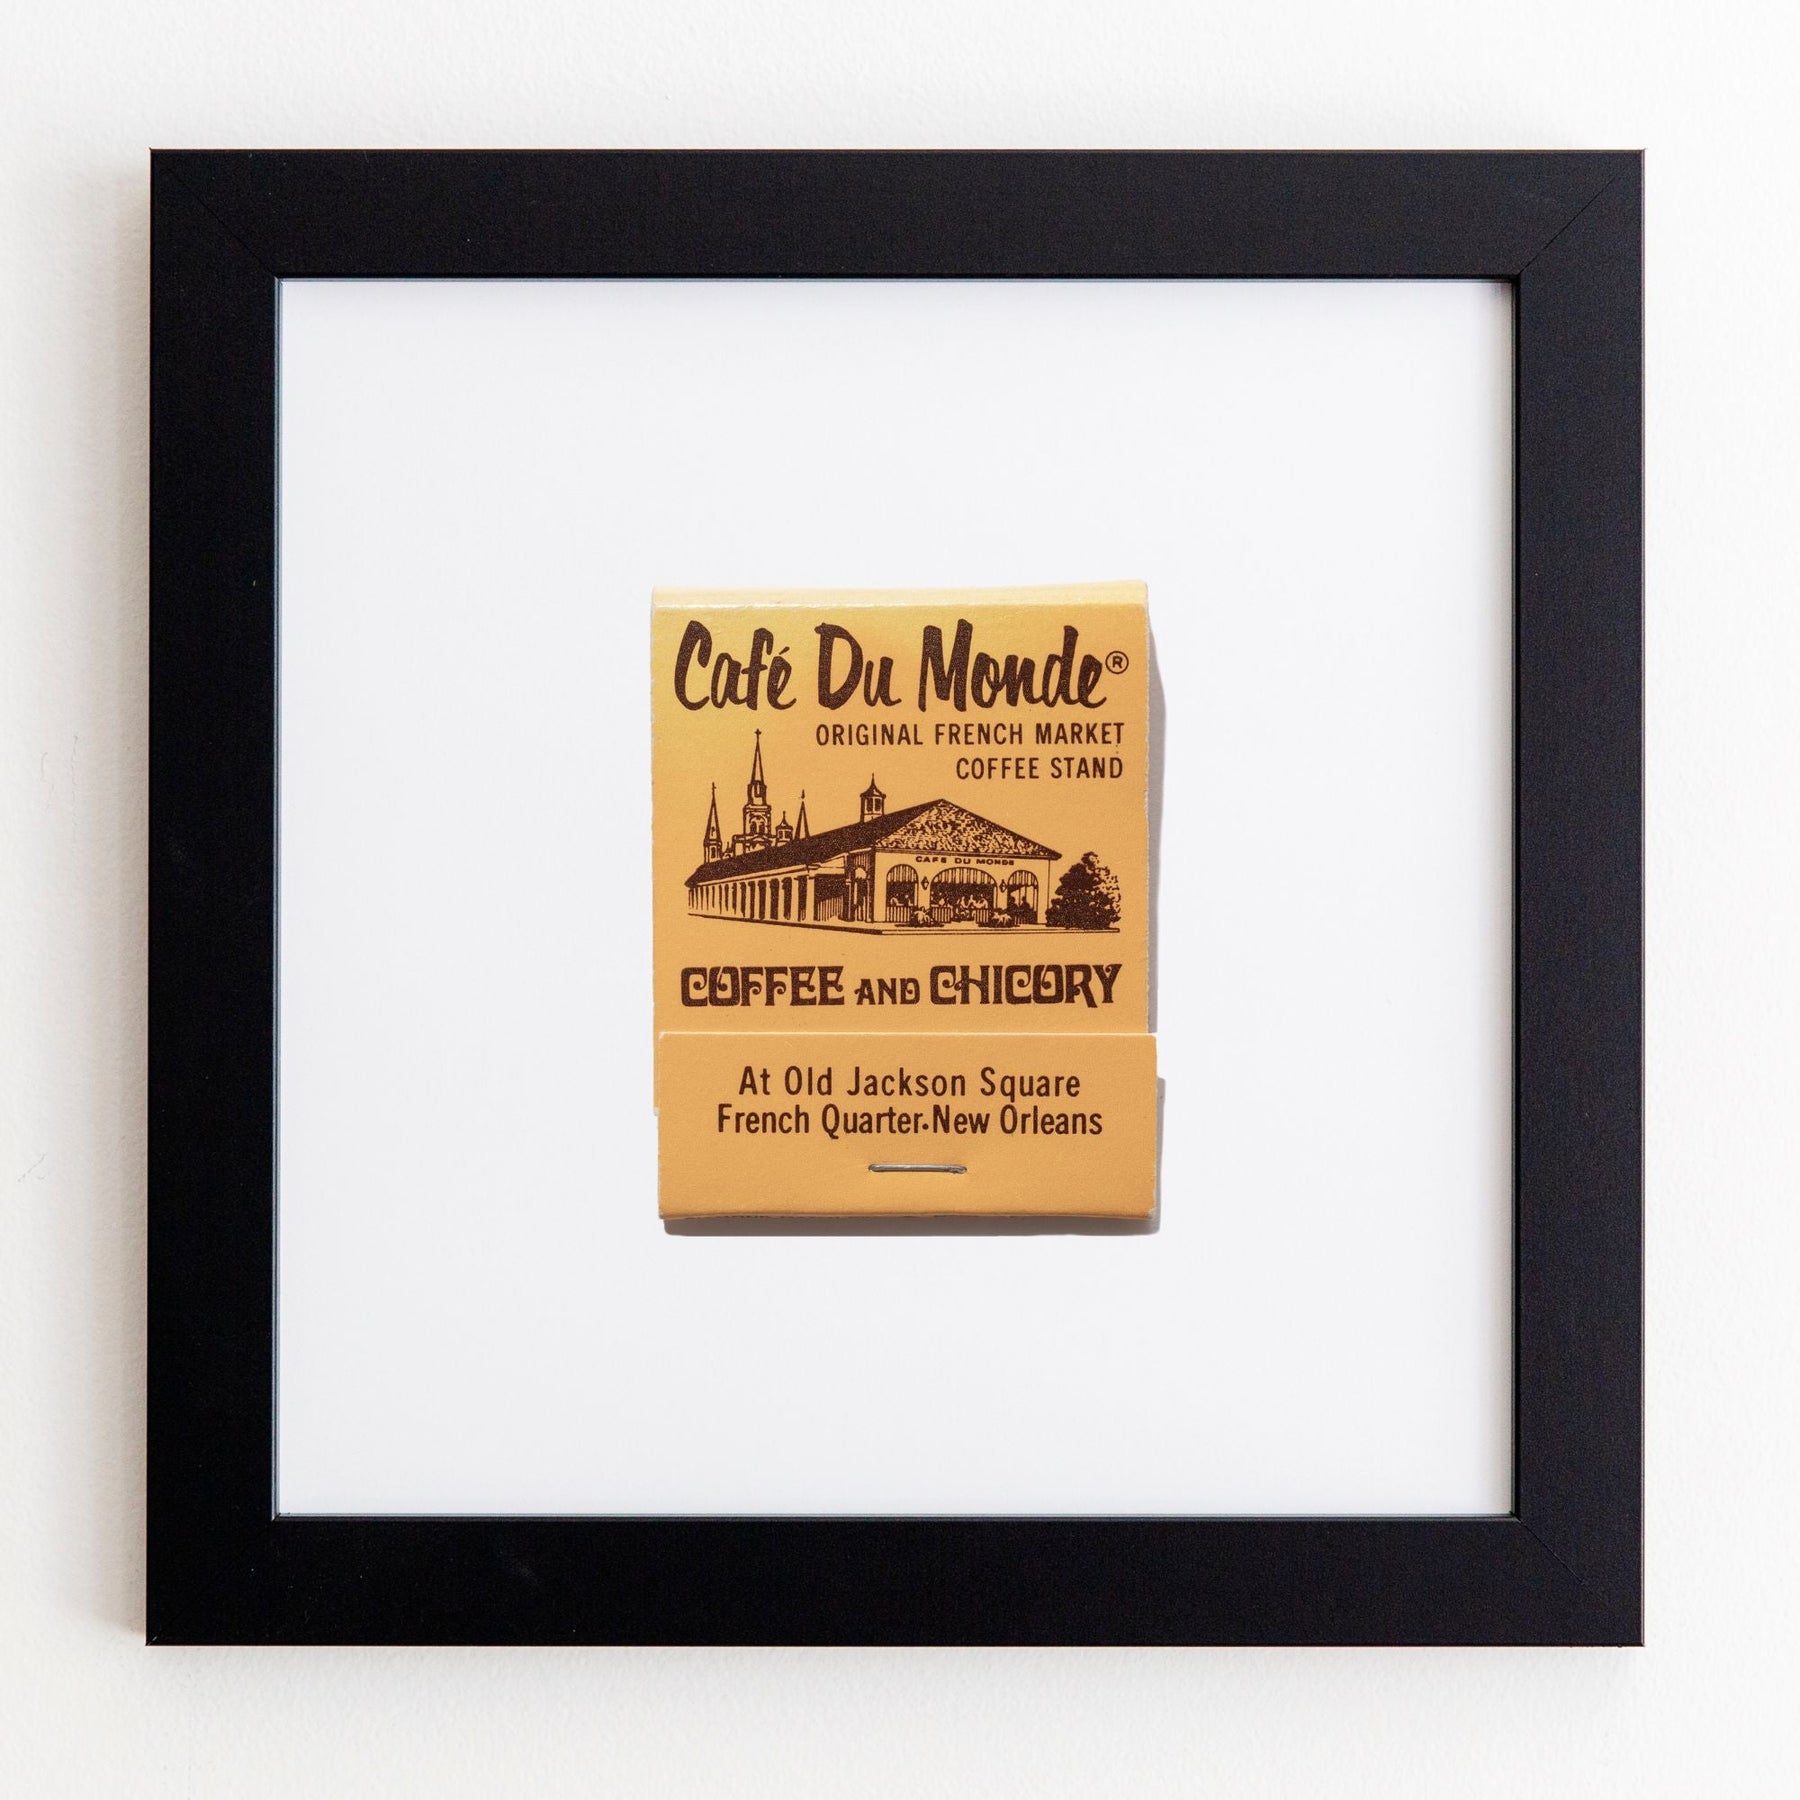 Café Du Monde®
ORIGINAL FRENCH MARKET
COFFEE STAND
CAFE DU MONDE
COFFEE AND CHICORY
At Old Jackson Square
French Quarter·New Orleans